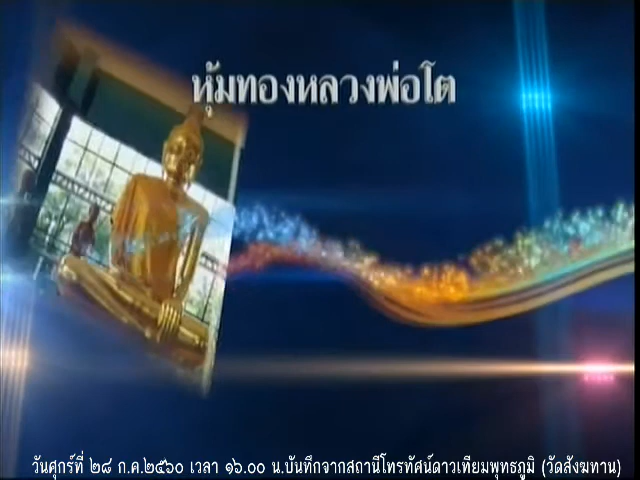 หุ้มทองหลวงพ่อโต
วันศุกร์ที่ ๒๘ ก.ค.๒๕๖๐ เวลา ๑๖.๐๐ น.บันทึกจากสถานีโทรทัศน์ดาวเทียมพุทธภูมิ (วัดสังฆทาน)